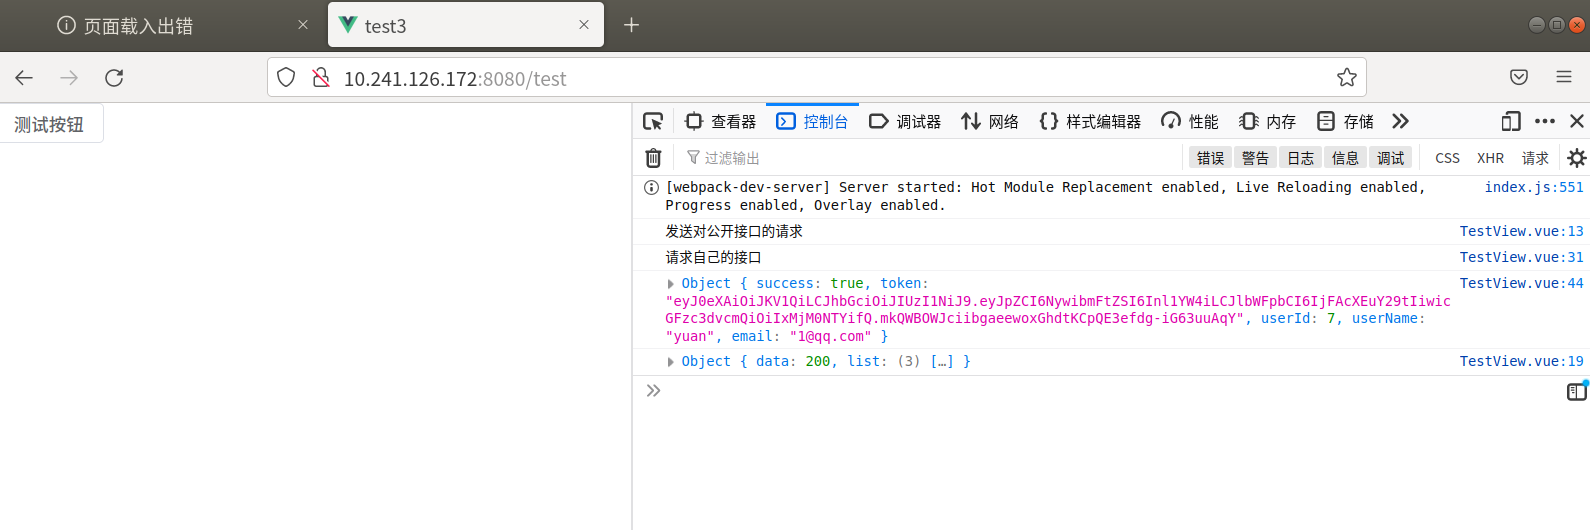 页面载入出错
test3
10.241.126.172:8080/test
测试按钮
查看器 控制台 调试器 网络 样式编辑器 性能 内存 存储
过滤输出 错误 警告 日志 信息 调试 CSS XHR 请求
[webpack-dev-server] Server started: Hot Module Replacement enabled, Live Reloading enabled, index.js:551
Progress enabled, Overlay enabled.
发送对公开接口的请求 TestView.vue:13
请求自己的接口 TestView.vue:31
Object { success: true, token: TestView.vue:44
"eyJ0eXAiOiJKV1QiLCJhbGciOiJIUzI1NiJ9.eyJpZCI6NywibmFtZSI6Inl1YW4iLCJlbWFpbCI6IjFAcXEuY29tIiwic
GFzc3dvcmQiOiIxMjM0NTYifQ.mkQWBOWJciibgaeewoxGhdtKCpQE3efdg-iG63uuAqY", userId: 7, userName:
"yuan", email: "1@qq.com" }
Object { data: 200, list: (3) […] } TestView.vue:19